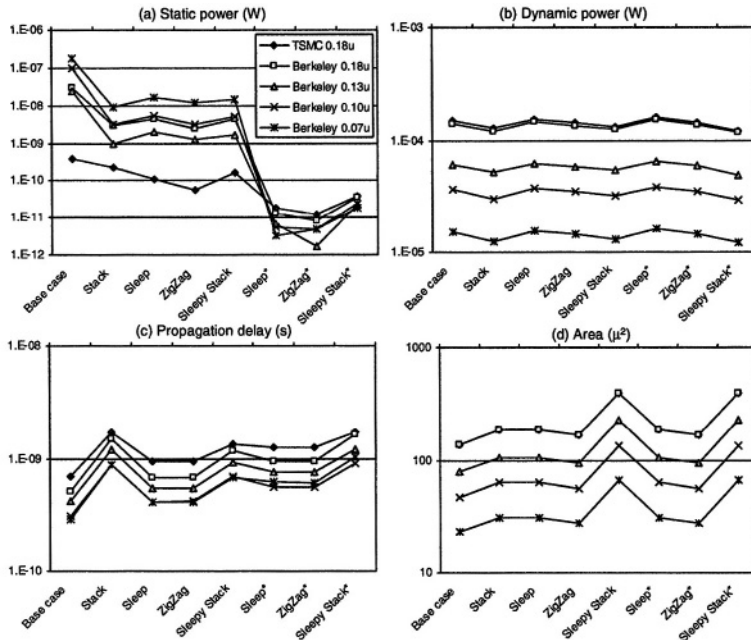 (a) Static power (W)
1.E-06
1.E-07
1.E-08
1.E-09
1.E-10
1.E-11
1.E-12
TSMC 0.18u
Berkeley 0.18u
Berkeley 0.13u
Berkeley 0.10u
Berkeley 0.07u
Base case
Stack
Sleep
ZigZag
Sleepy Stack
Sleep*
ZigZag*
Sleepy Stack*
(b) Dynamic power (W)
1.E-03
1.E-04
1.E-05
Base case
Stack
Sleep
ZigZag
Sleepy Stack
Sleep*
ZigZag*
Sleepy Stack*
(c) Propagation delay (s)
1.E-08
1.E-09
1.E-10
Base case
Stack
Sleep
ZigZag
Sleepy Stack
Sleep*
ZigZag*
Sleepy Stack*
(d) Area (μ²)
1000
100
10
Base case
Stack
Sleep
ZigZag
Sleepy Stack
Sleep*
ZigZag*
Sleepy Stack*